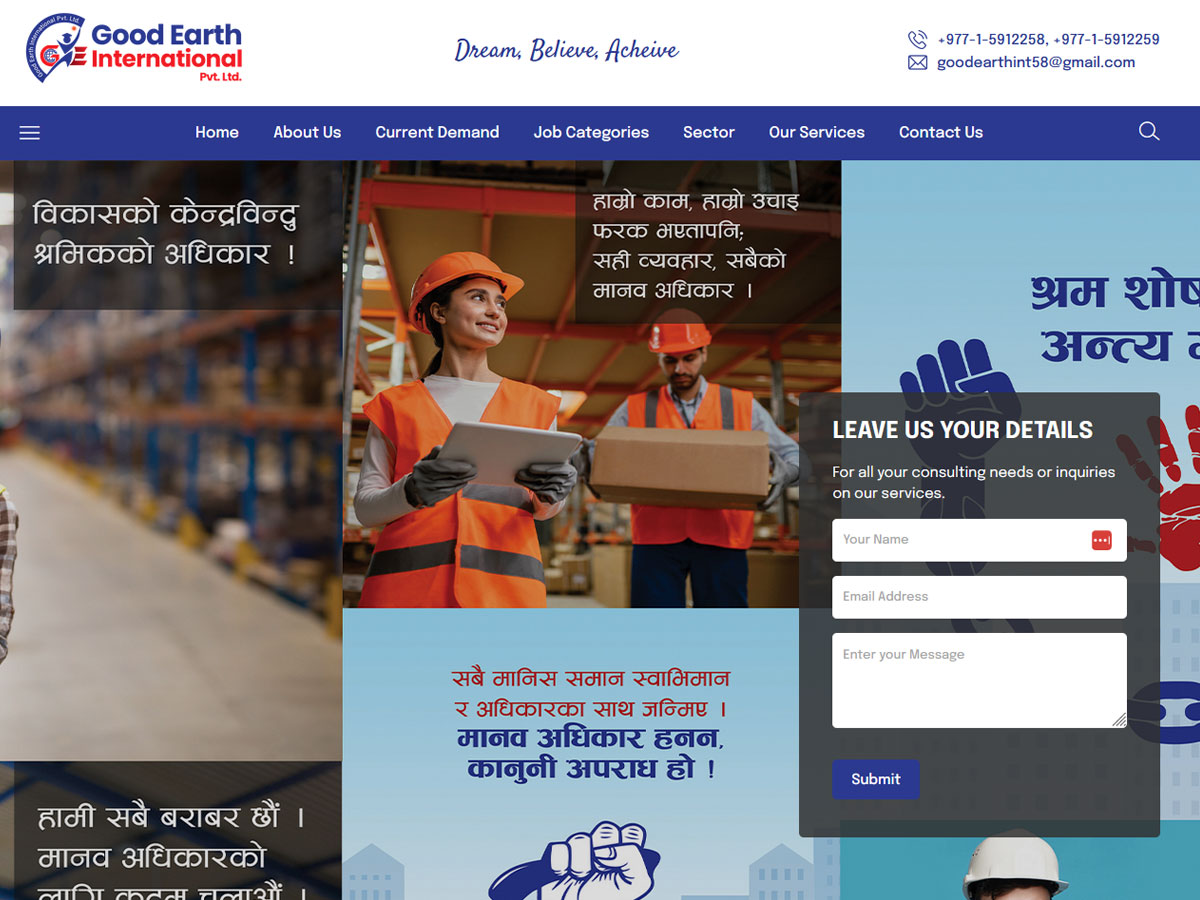 Good Earth International Pvt. Ltd.
Good Earth
International
Pvt. Ltd.
Dream, Believe, Acheive
+977-1-5912258, +977-1-5912259
goodearthint58@gmail.com
Home About Us Current Demand Job Categories Sector Our Services Contact Us
विकासको केन्द्रविन्दु
श्रमिकको अधिकार !
हाम्रो काम, हाम्रो उचाइ
फरक भएतापनि;
सही व्यवहार, सबैको
मानव अधिकार ।
श्रम शोष
अन्त्य
LEAVE US YOUR DETAILS
For all your consulting needs or inquiries
on our services.
Your Name
Email Address
Enter your Message
Submit
सबै मानिस समान स्वाभिमान
र अधिकारका साथ जन्मिए ।
मानव अधिकार हनन,
कानुनी अपराध हो !
हामी सबै बराबर छौं ।
मानव अधिकारको
लागि कदम चलाऔं ।